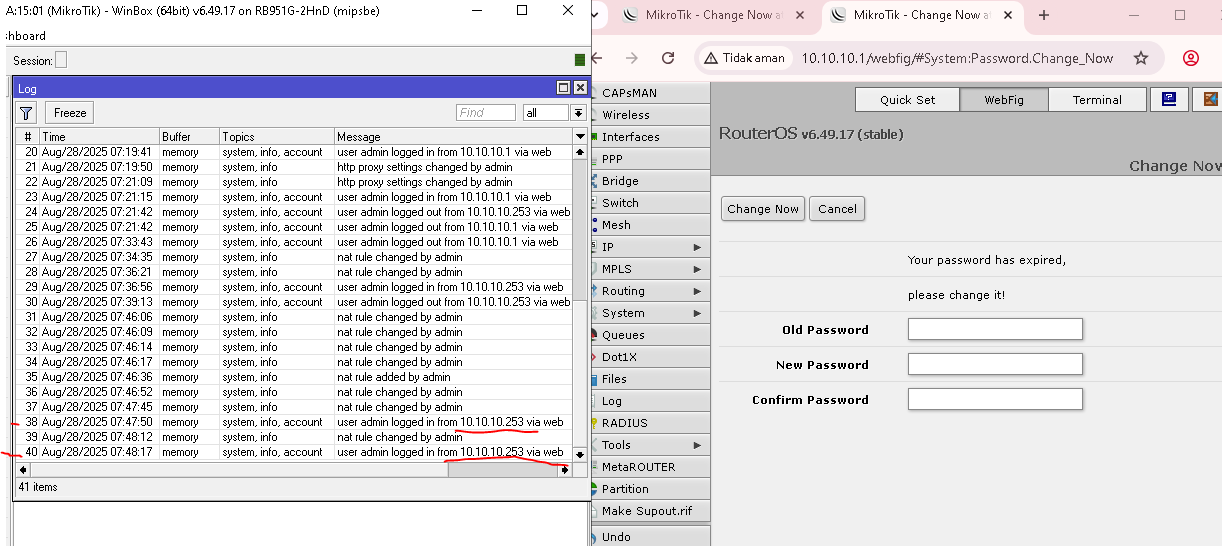 A:15:01 (MikroTik) - WinBox (64bit) v6.49.17 on RB951G-2HnD (mipsbe)
shboard
Session:
Log
Freeze
Find
all
# Time Buffer Topics Message
20 Aug/28/2025 07:19:41 memory system, info, account user admin logged in from 10.10.10.1 via web
21 Aug/28/2025 07:19:50 memory system, info http proxy settings changed by admin
22 Aug/28/2025 07:21:09 memory system, info http proxy settings changed by admin
23 Aug/28/2025 07:21:15 memory system, info, account user admin logged in from 10.10.10.1 via web
24 Aug/28/2025 07:21:42 memory system, info, account user admin logged out from 10.10.10.253 via web
25 Aug/28/2025 07:21:42 memory system, info, account user admin logged out from 10.10.10.1 via web
26 Aug/28/2025 07:33:43 memory system, info, account user admin logged out from 10.10.10.1 via web
27 Aug/28/2025 07:34:35 memory system, info nat rule changed by admin
28 Aug/28/2025 07:36:21 memory system, info nat rule changed by admin
29 Aug/28/2025 07:36:56 memory system, info, account user admin logged in from 10.10.10.253 via web
30 Aug/28/2025 07:39:13 memory system, info, account user admin logged out from 10.10.10.253 via web
31 Aug/28/2025 07:46:06 memory system, info nat rule changed by admin
32 Aug/28/2025 07:46:09 memory system, info nat rule changed by admin
33 Aug/28/2025 07:46:14 memory system, info nat rule changed by admin
34 Aug/28/2025 07:46:17 memory system, info nat rule changed by admin
35 Aug/28/2025 07:46:36 memory system, info nat rule added by admin
36 Aug/28/2025 07:46:52 memory system, info nat rule changed by admin
37 Aug/28/2025 07:47:45 memory system, info nat rule changed by admin
38 Aug/28/2025 07:47:50 memory system, info, account user admin logged in from 10.10.10.253 via web
39 Aug/28/2025 07:48:12 memory system, info nat rule changed by admin
40 Aug/28/2025 07:48:17 memory system, info, account user admin logged in from 10.10.10.253 via web
41 items
MikroTik - Change Now a
MikroTik - Change Now a
Tidak aman 10.10.10.1/webfig/#System:Password.Change_Now
CAPsMAN
Wireless
Interfaces
PPP
Bridge
Switch
Mesh
IP
MPLS
Routing
System
Queues
Dot1X
Files
Log
RADIUS
Tools
MetaROUTER
Partition
Make Supout.rif
Undo
Quick Set WebFig Terminal
RouterOS v6.49.17 (stable)
Change Now
Change Now Cancel
Your password has expired,
please change it!
Old Password
New Password
Confirm Password